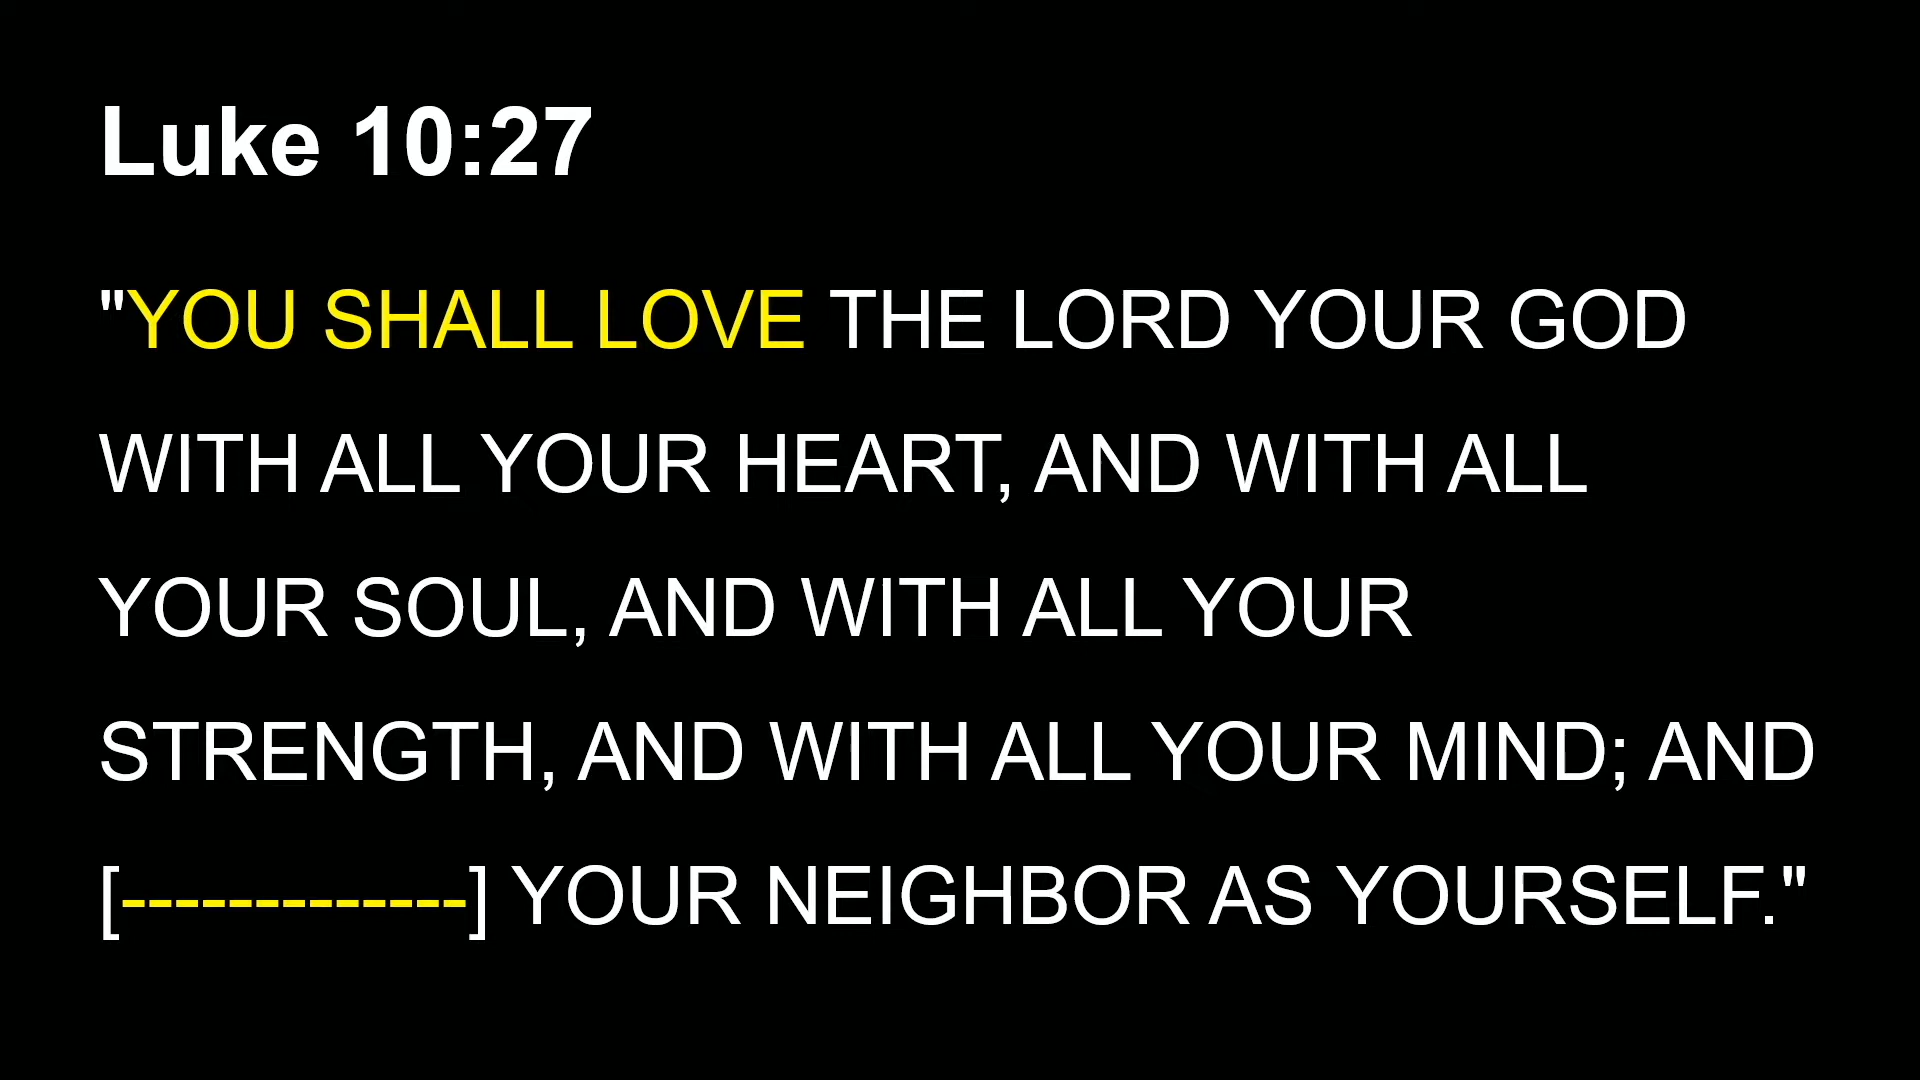 Luke 10:27
"YOU SHALL LOVE THE LORD YOUR GOD
WITH ALL YOUR HEART, AND WITH ALL
YOUR SOUL, AND WITH ALL YOUR
STRENGTH, AND WITH ALL YOUR MIND; AND
[-------------] YOUR NEIGHBOR AS YOURSELF."